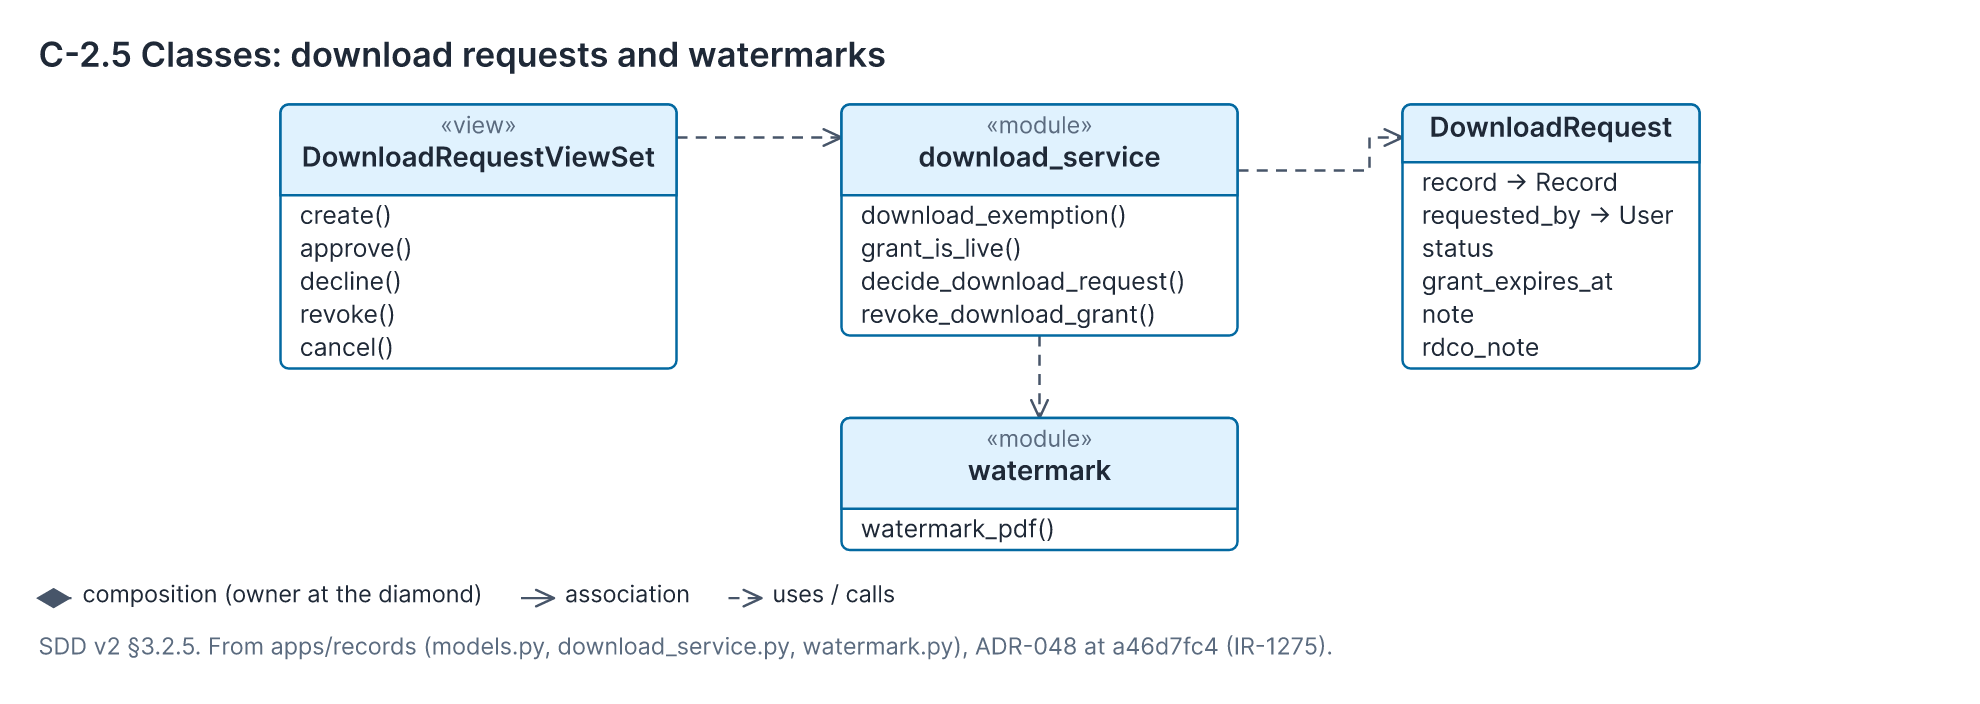 C-2.5 Classes: download requests and watermarks
«view»
DownloadRequestViewSet
create()
approve()
decline()
revoke()
cancel()
«module»
download_service
download_exemption()
grant_is_live()
decide_download_request()
revoke_download_grant()
DownloadRequest
record → Record
requested_by → User
status
grant_expires_at
note
rdco_note
«module»
watermark
watermark_pdf()
composition (owner at the diamond)
association
uses / calls
SDD v2 §3.2.5. From apps/records (models.py, download_service.py, watermark.py), ADR-048 at a46d7fc4 (IR-1275).